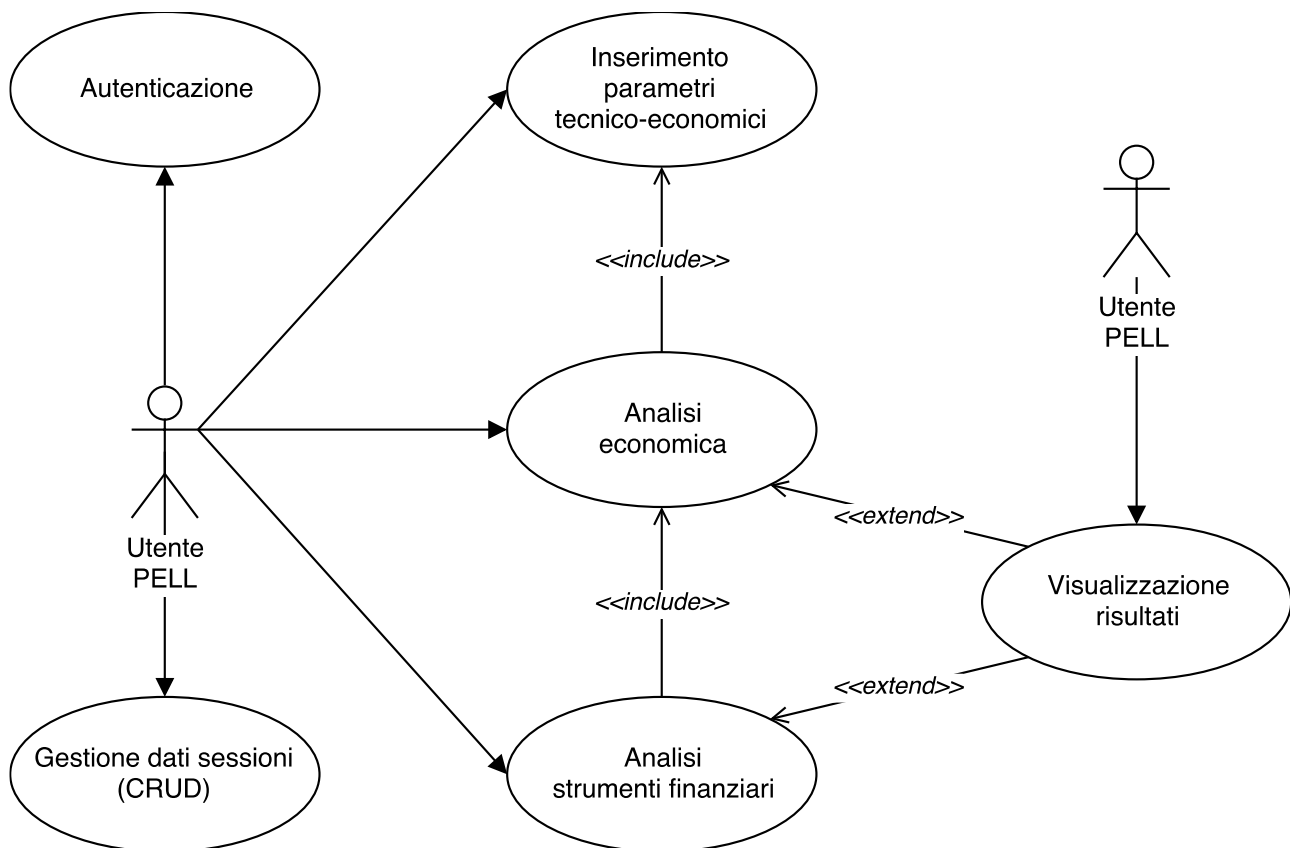 Autenticazione
Inserimento
parametri
tecnico-economici
<<include>>
Utente
PELL
Analisi
economica
<<extend>>
Utente
PELL
Visualizzazione
risultati
<<include>>
<<extend>>
Gestione dati sessioni
(CRUD)
Analisi
strumenti finanziari